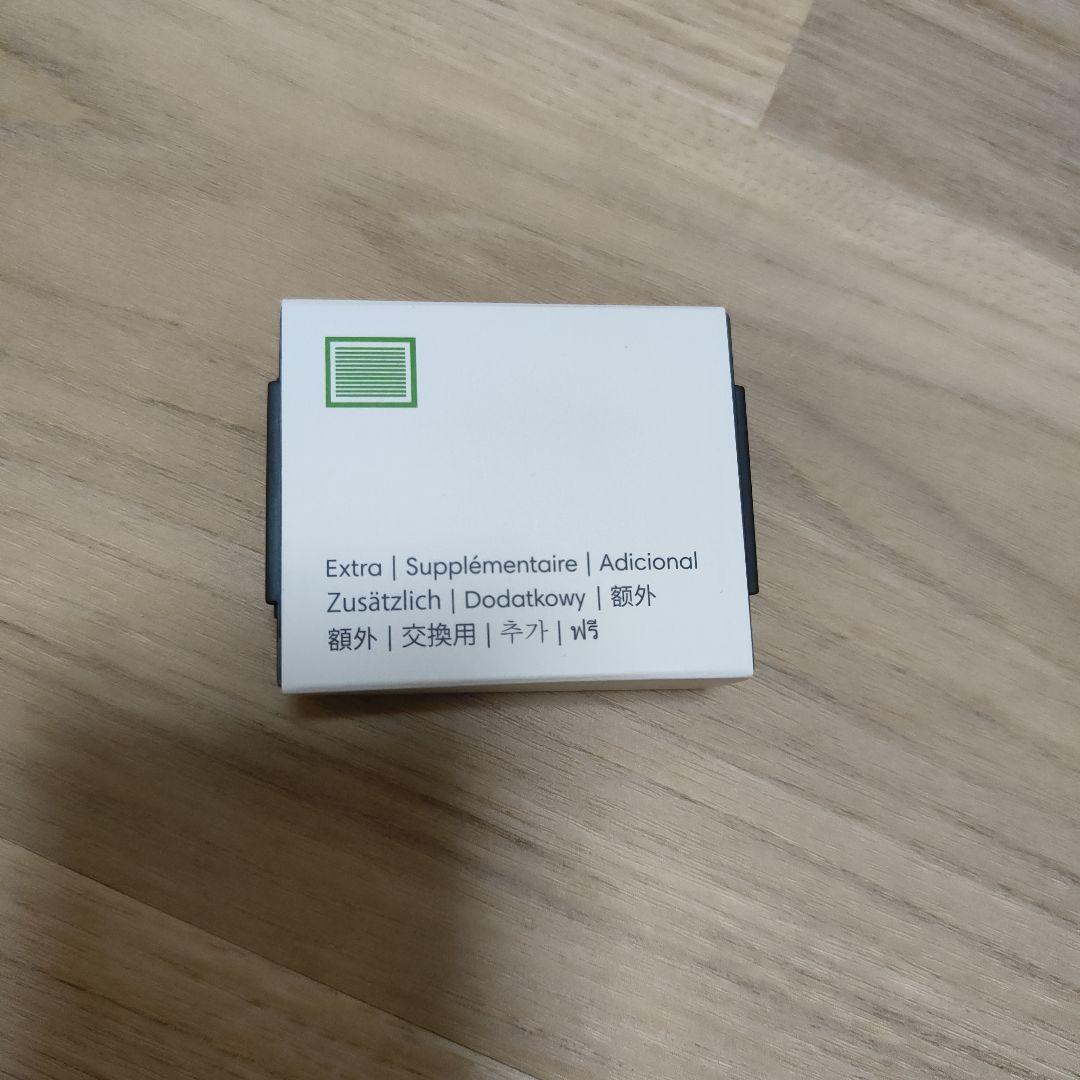 Extra | Supplémentaire | Adicional
Zusätzlich | Dodatkowy | 额外
額外 | 交換用 | 추가 | ฟรี